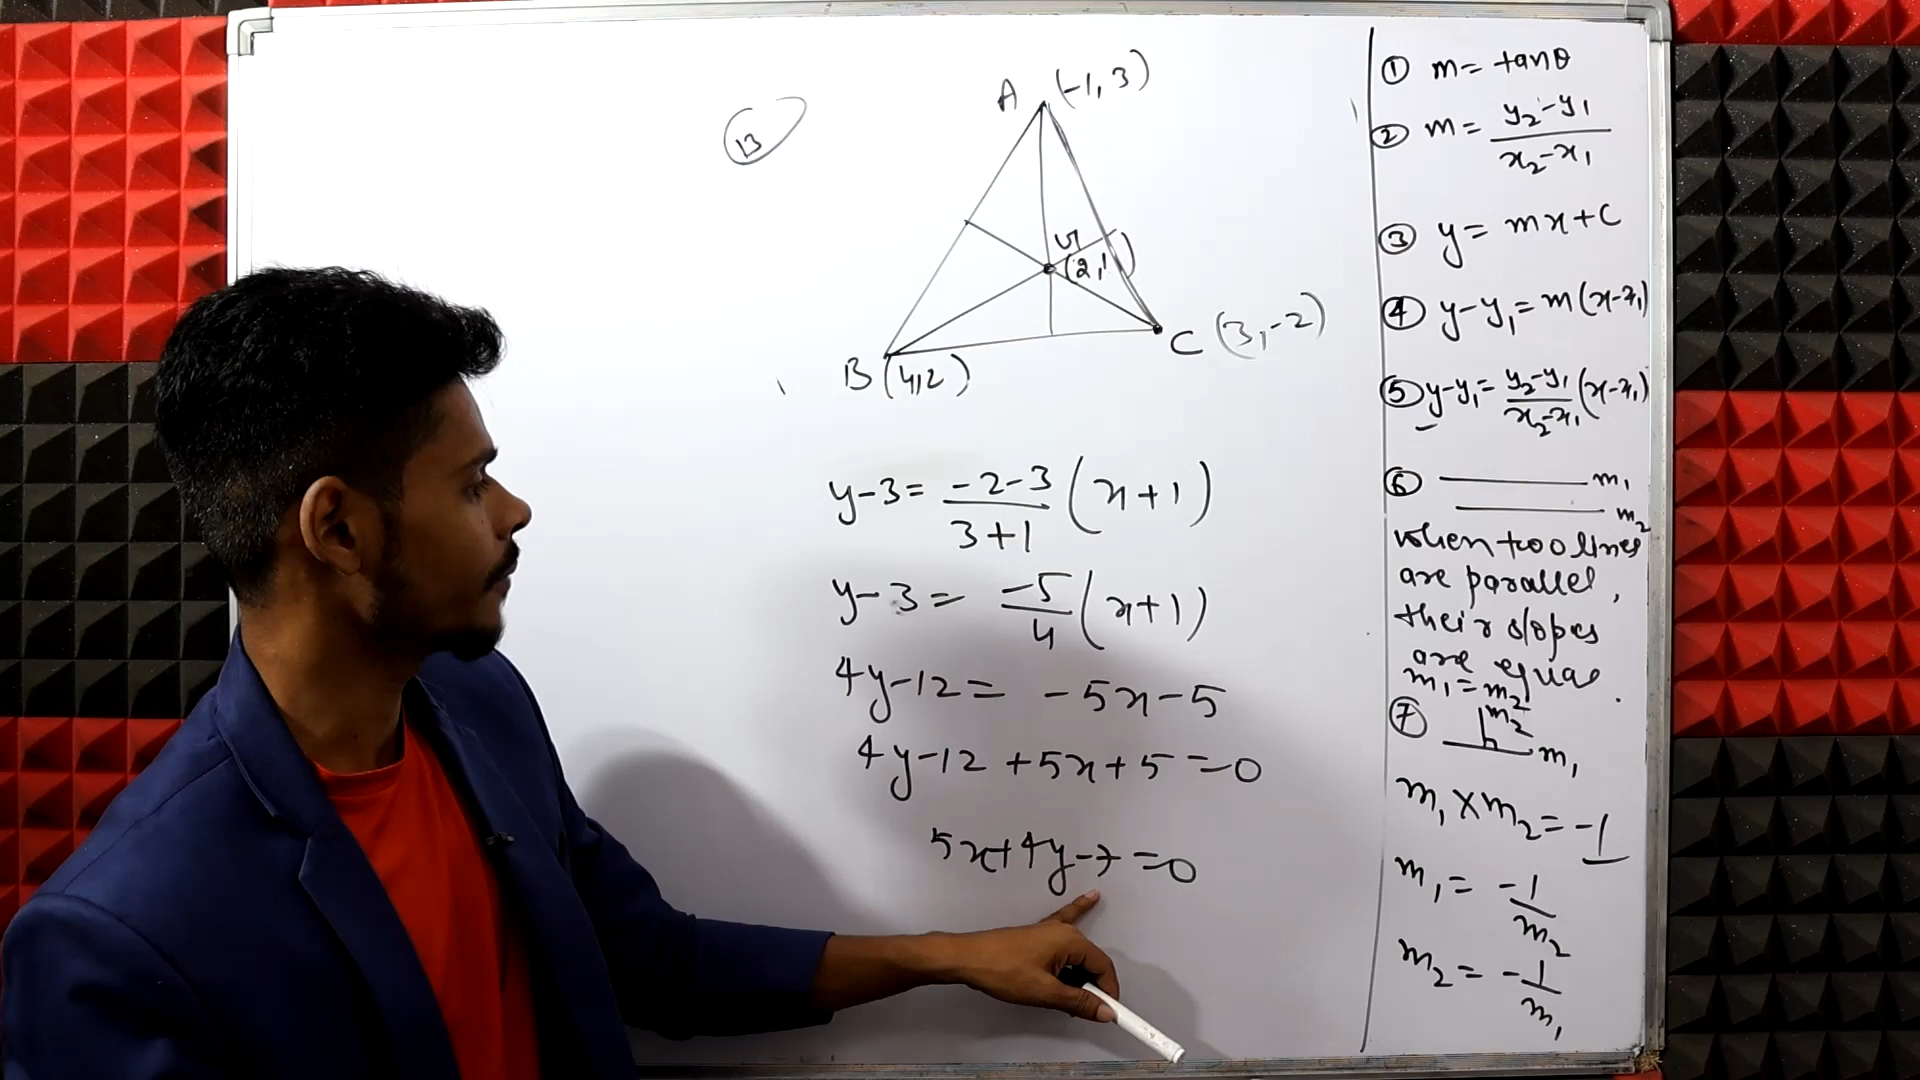 13
A (-1, 3)
G
(2, 1)
B (4,2)
C (3, -2)
y-3 = -2-3/3+1 (x+1)
y-3 = -5/4 (x+1)
4y-12 = -5x-5
4y-12+5x+5=0
5x+4y-7=0
① m = tanθ
② m = y₂-y₁/x₂-x₁
③ y = mx+C
④ y-y₁ = m(x-x₁)
⑤ y-y₁ = y₂-y₁/x₂-x₁ (x-x₁)
⑥ m₁
m₂
when two lines
are parallel,
their slopes
are equal.
m₁ = m₂
⑦ m₂
m₁
m₁ × m₂ = -1
m₁ = -1/m₂
m₂ = -1/m₁